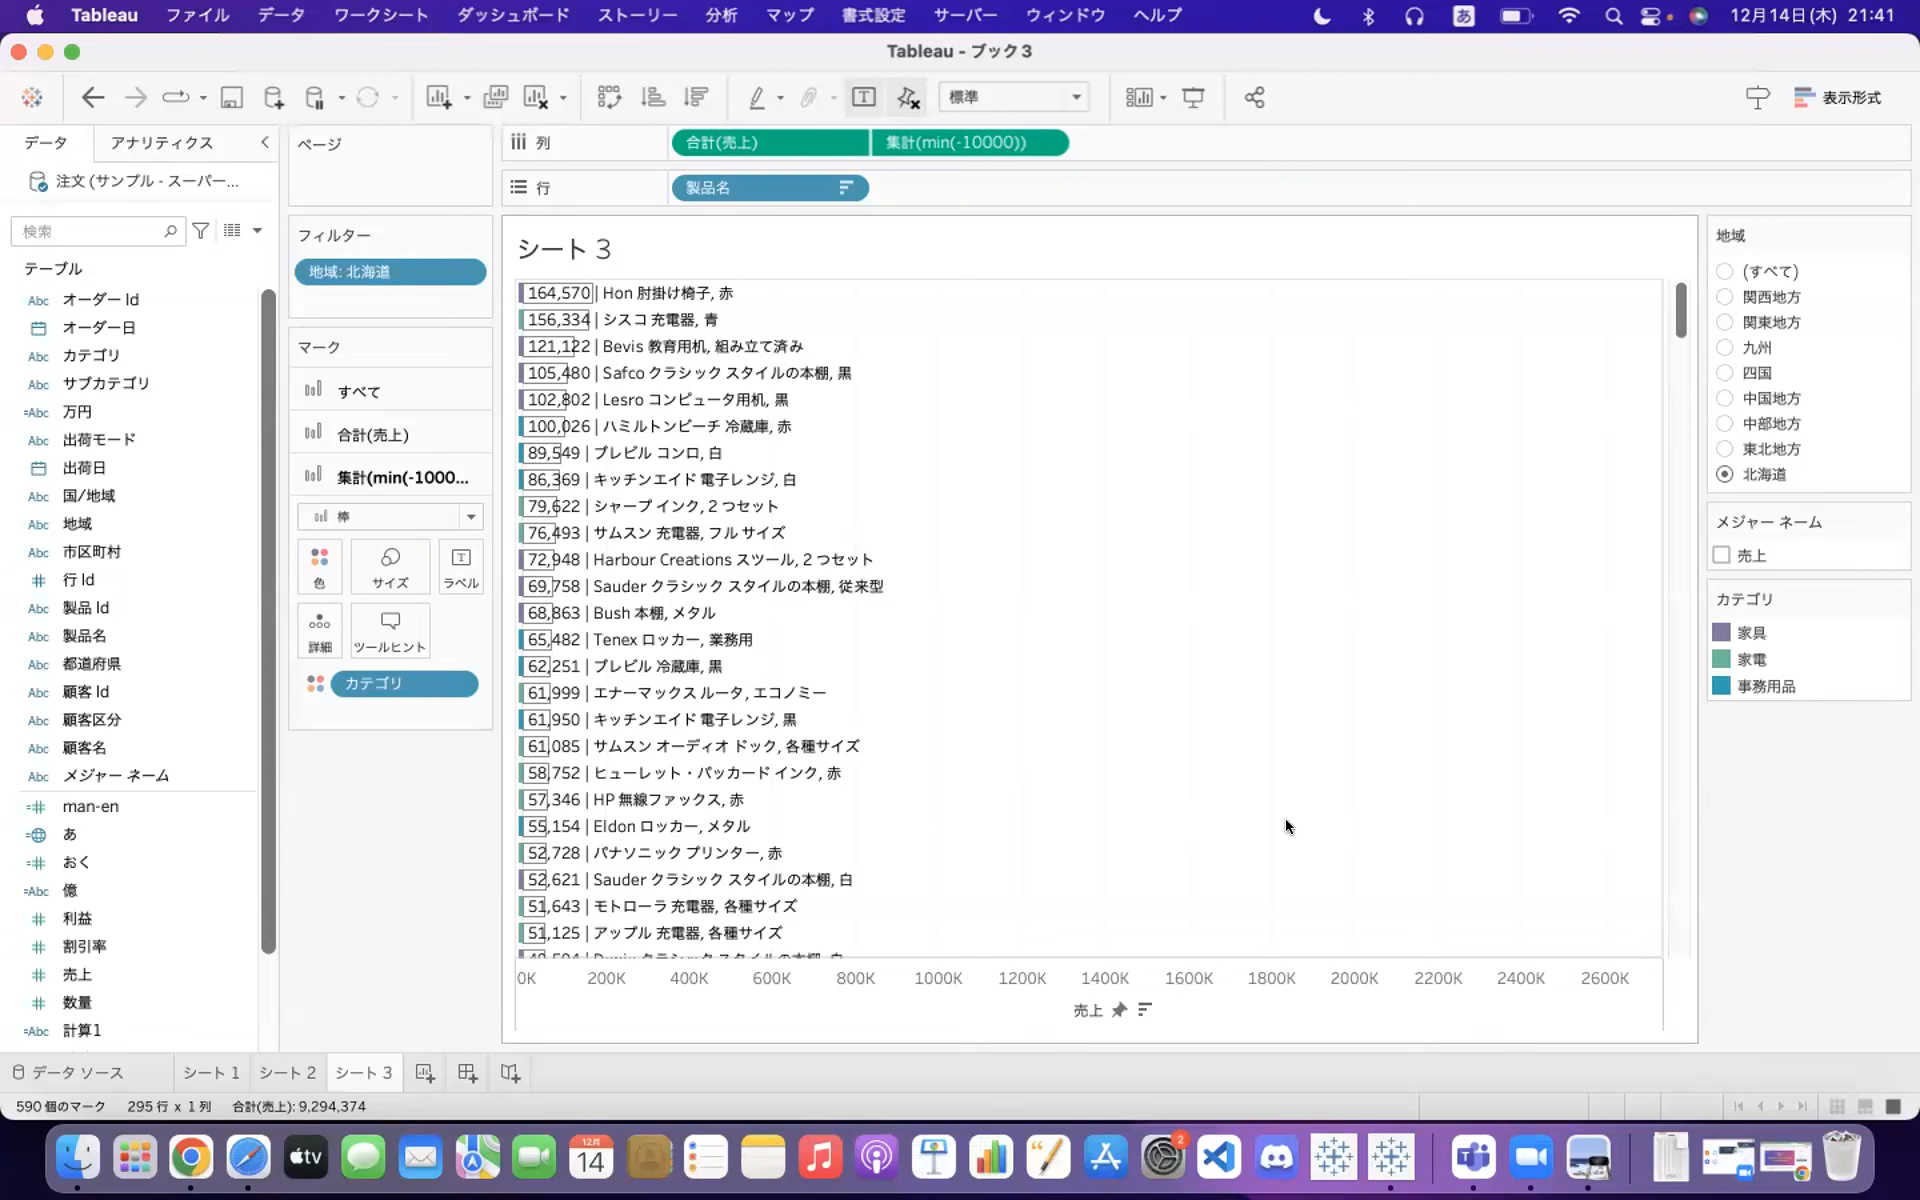 Tableau ファイル データ ワークシート ダッシュボード ストーリー 分析 マップ 書式設定 サーバー ウィンドウ ヘルプ あ 12月14日(木) 21:41
Tableau - ブック3
標準 表示形式
データ アナリティクス
注文 (サンプル - スーパー...
検索
テーブル
Abc オーダー Id
オーダー日
Abc カテゴリ
Abc サブカテゴリ
=Abc 万円
Abc 出荷モード
出荷日
Abc 国/地域
Abc 地域
Abc 市区町村
# 行 Id
Abc 製品 Id
Abc 製品名
Abc 都道府県
Abc 顧客 Id
Abc 顧客区分
Abc 顧客名
Abc メジャー ネーム
=# man-en
あ
=# おく
=Abc 億
# 利益
# 割引率
# 売上
# 数量
=Abc 計算1
ページ
フィルター
地域: 北海道
マーク
すべて
合計(売上)
集計(min(-1000...
棒
色 サイズ ラベル
詳細 ツールヒント
カテゴリ
列 合計(売上) 集計(min(-10000))
行 製品名
シート 3
164,570 | Hon 肘掛け椅子, 赤
156,334 | シスコ 充電器, 青
121,122 | Bevis 教育用机, 組み立て済み
105,480 | Safco クラシック スタイルの本棚, 黒
102,802 | Lesro コンピュータ用机, 黒
100,026 | ハミルトンビーチ 冷蔵庫, 赤
89,549 | ブレビル コンロ, 白
86,369 | キッチンエイド 電子レンジ, 白
79,622 | シャープ インク, 2 つセット
76,493 | サムスン 充電器, フル サイズ
72,948 | Harbour Creations スツール, 2 つセット
69,758 | Sauder クラシック スタイルの本棚, 従来型
68,863 | Bush 本棚, メタル
65,482 | Tenex ロッカー, 業務用
62,251 | ブレビル 冷蔵庫, 黒
61,999 | エナーマックス ルータ, エコノミー
61,950 | キッチンエイド 電子レンジ, 黒
61,085 | サムスン オーディオ ドック, 各種サイズ
58,752 | ヒューレット・パッカード インク, 赤
57,346 | HP 無線ファックス, 赤
55,154 | Eldon ロッカー, メタル
52,728 | パナソニック プリンター, 赤
52,621 | Sauder クラシック スタイルの本棚, 白
51,643 | モトローラ 充電器, 各種サイズ
51,125 | アップル 充電器, 各種サイズ
0K 200K 400K 600K 800K 1000K 1200K 1400K 1600K 1800K 2000K 2200K 2400K 2600K
売上
地域
(すべて)
関西地方
関東地方
九州
四国
中国地方
中部地方
東北地方
北海道
メジャー ネーム
売上
カテゴリ
家具
家電
事務用品
データ ソース シート 1 シート 2 シート 3
590 個のマーク 295 行 x 1 列 合計(売上): 9,294,374
tv
12月
14
2